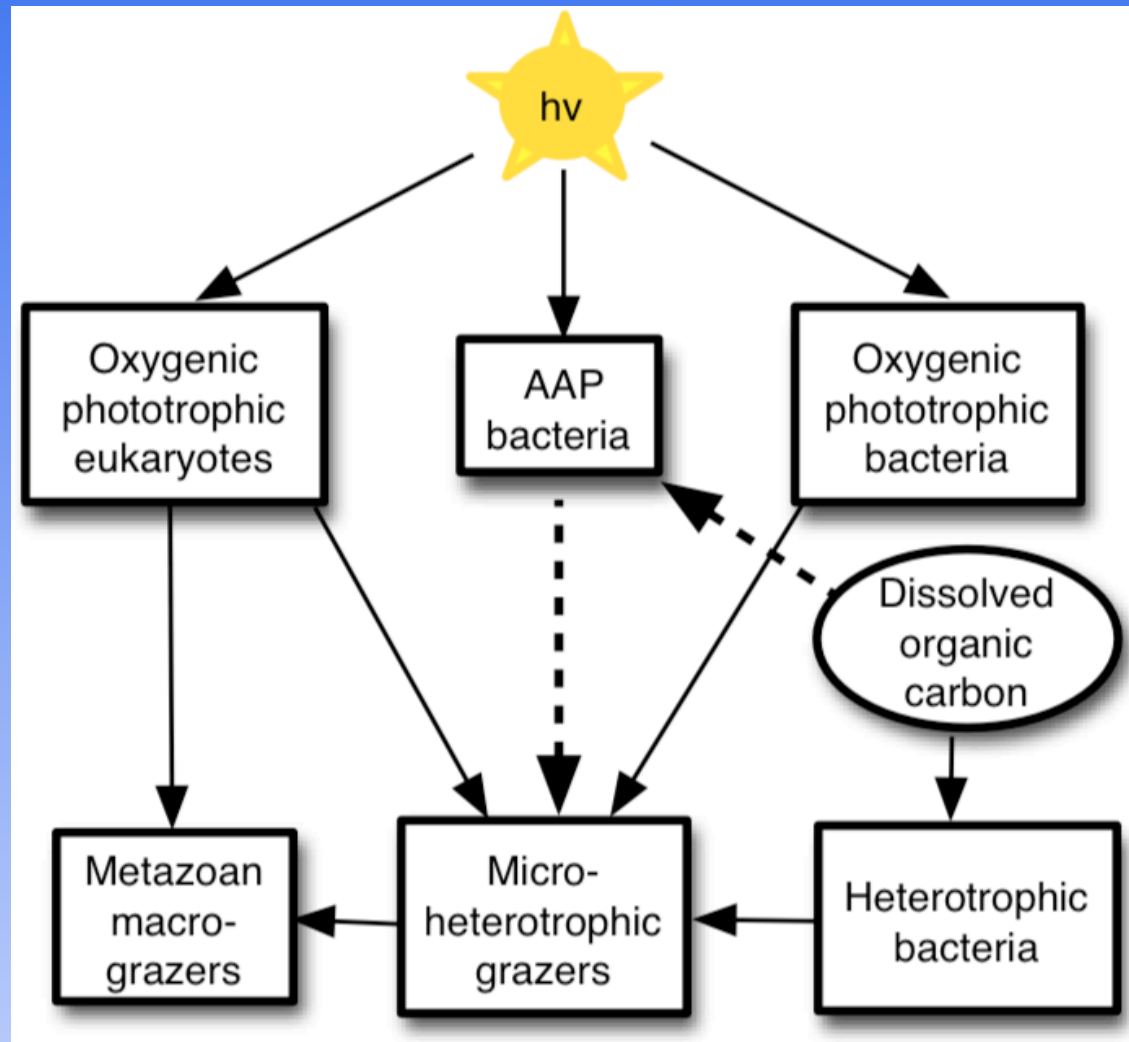 hv
Oxygenic
phototrophic
eukaryotes
AAP
bacteria
Oxygenic
phototrophic
bacteria
Dissolved
organic
carbon
Metazoan
macro-
grazers
Micro-
heterotrophic
grazers
Heterotrophic
bacteria